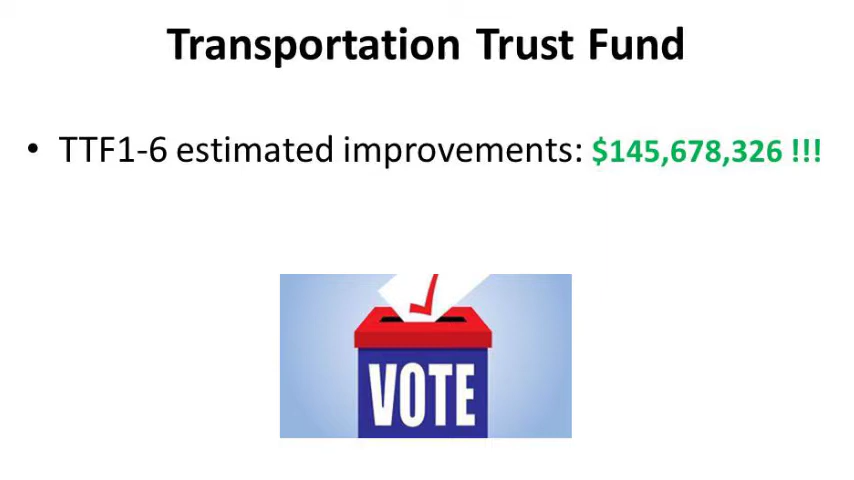 Transportation Trust Fund
• TTF1-6 estimated improvements: $145,678,326 !!!
VOTE